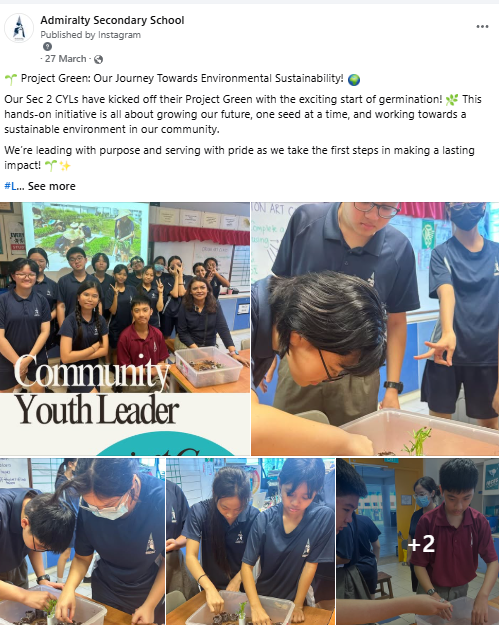 Admiralty Secondary School
Published by Instagram
· 27 March ·
🌱 Project Green: Our Journey Towards Environmental Sustainability! 🌍
Our Sec 2 CYLs have kicked off their Project Green with the exciting start of germination! 🌿 This
hands-on initiative is all about growing our future, one seed at a time, and working towards a
sustainable environment in our community.
We're leading with purpose and serving with pride as we take the first steps in making a lasting
impact! 🌱✨
#L... See more
Community
Youth Leader
+2